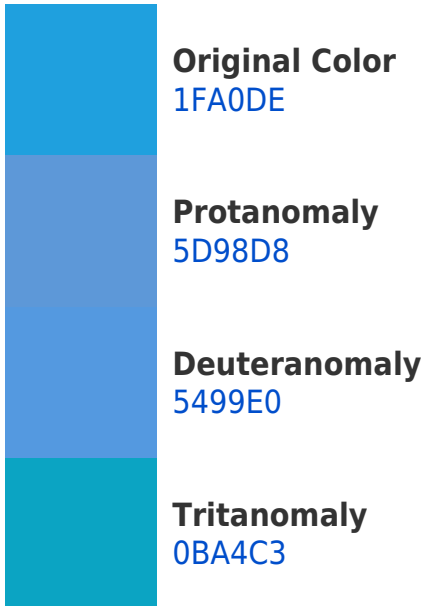 Original Color
1FA0DE
Protanomaly
5D98D8
Deuteranomaly
5499E0
Tritanomaly
0BA4C3